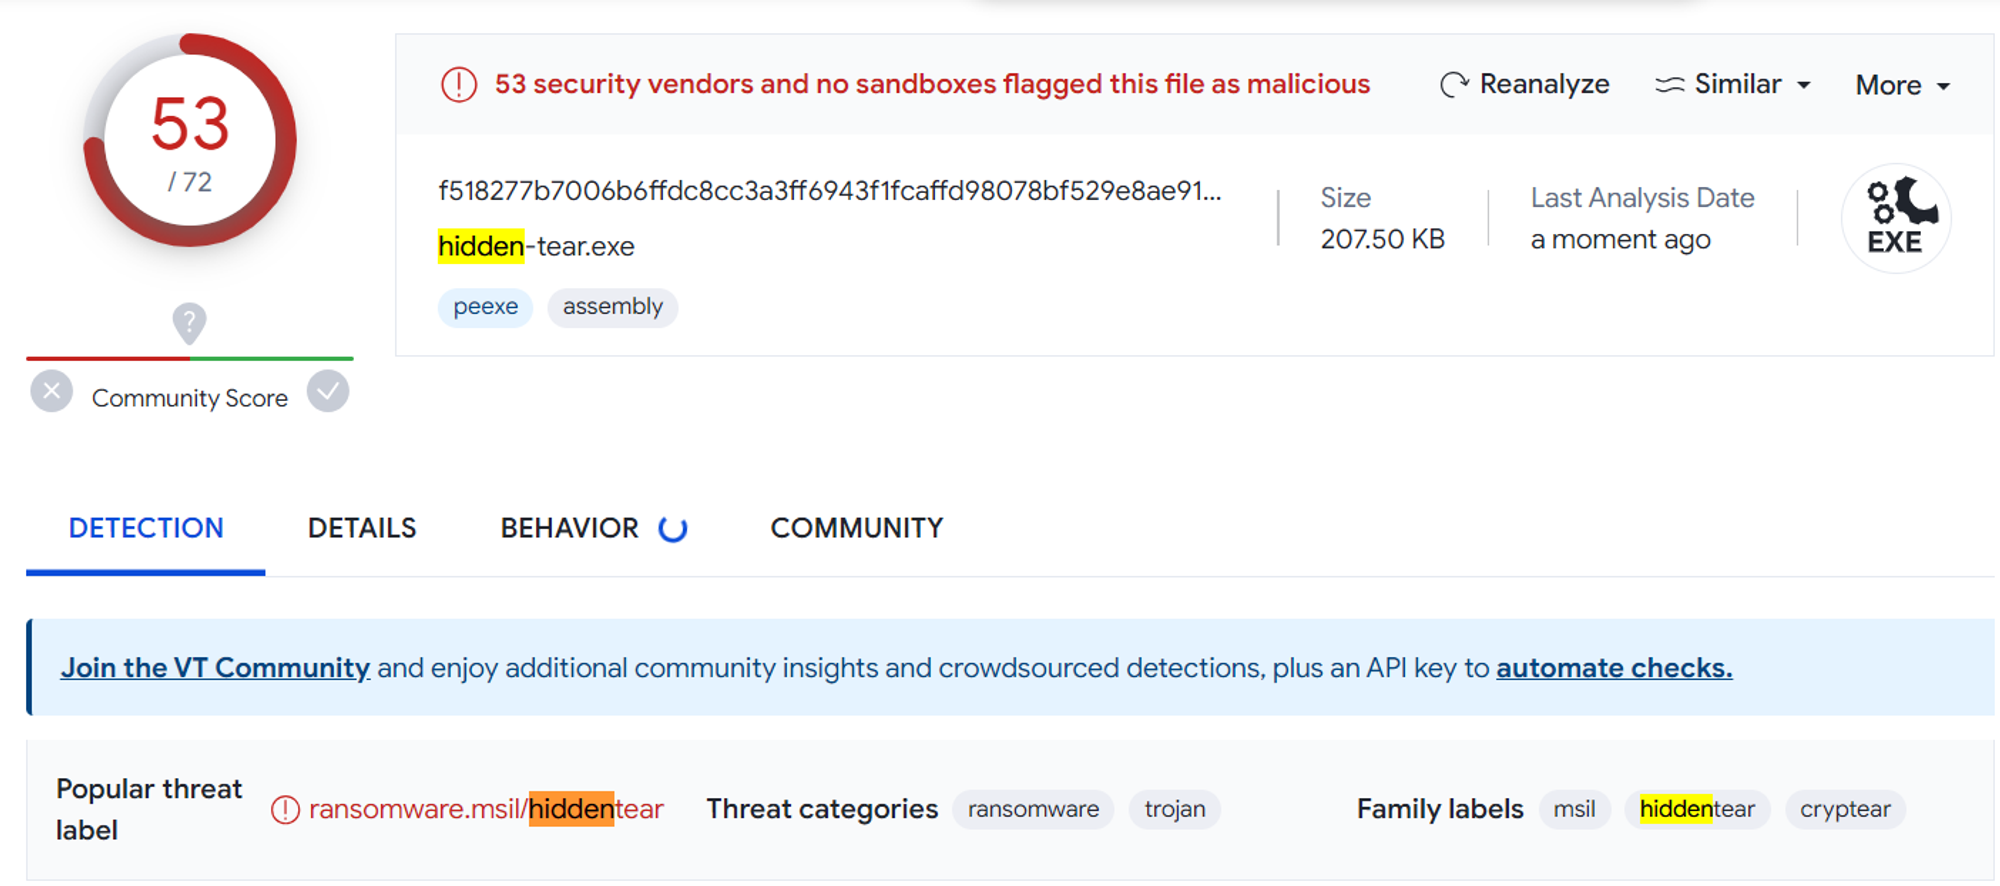 53
/ 72
Community Score
53 security vendors and no sandboxes flagged this file as malicious
Reanalyze
Similar
More
f518277b7006b6ffdc8cc3a3ff6943f1fcaffd98078bf529e8ae91...
hidden-tear.exe
peexe
assembly
Size
207.50 KB
Last Analysis Date
a moment ago
EXE
DETECTION
DETAILS
BEHAVIOR
COMMUNITY
Join the VT Community and enjoy additional community insights and crowdsourced detections, plus an API key to automate checks.
Popular threat
label
ransomware.msil/hiddentear
Threat categories
ransomware
trojan
Family labels
msil
hiddentear
cryptear